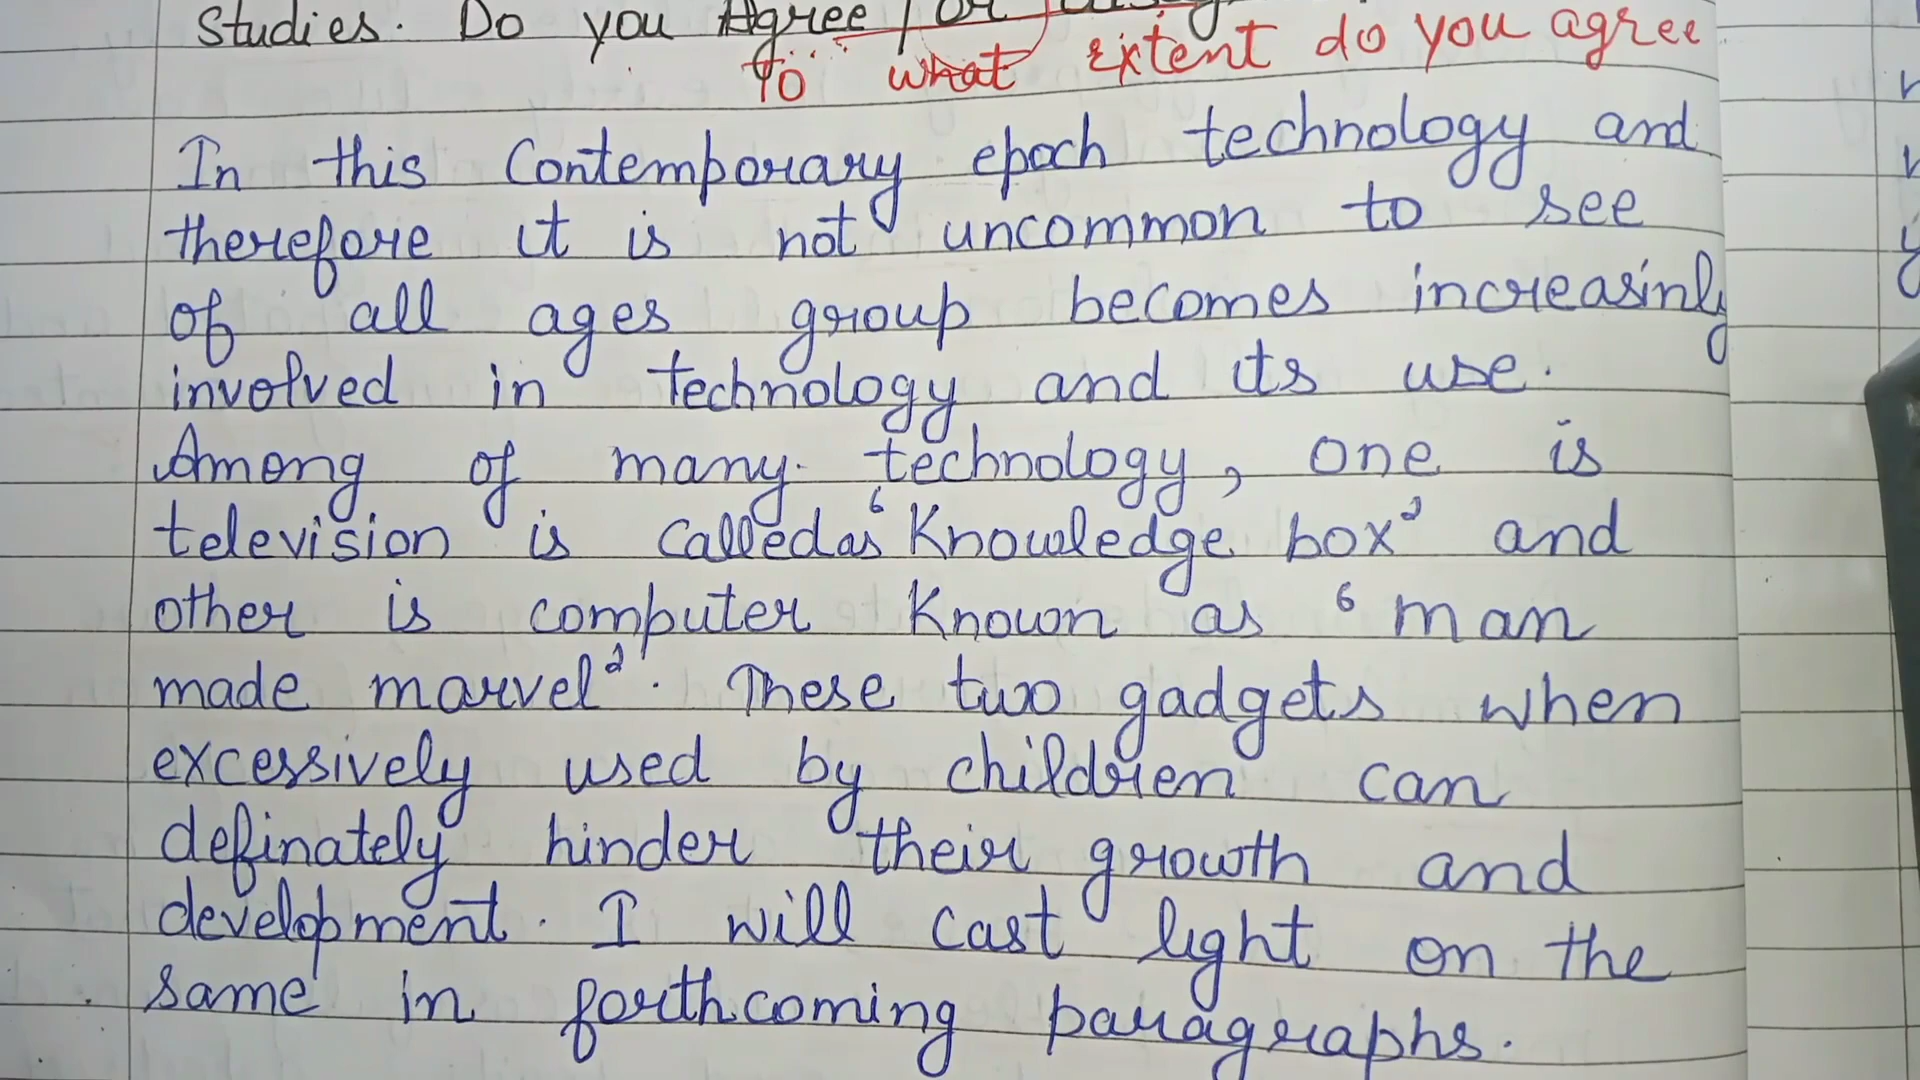 Studies. Do you Agree / or
To what extent do you agree
In this Contemporary epoch technology and
therefore it is not uncommon to see
of all ages group becomes increasinly
involved in technology and its use.
Among of many technology, one is
television is called as 'Knowledge box' and
other is computer Known as 'man
made marvel'. These two gadgets when
excessively used by children can
definately hinder their growth and
development. I will cast light on the
same in forthcoming paragraphs.